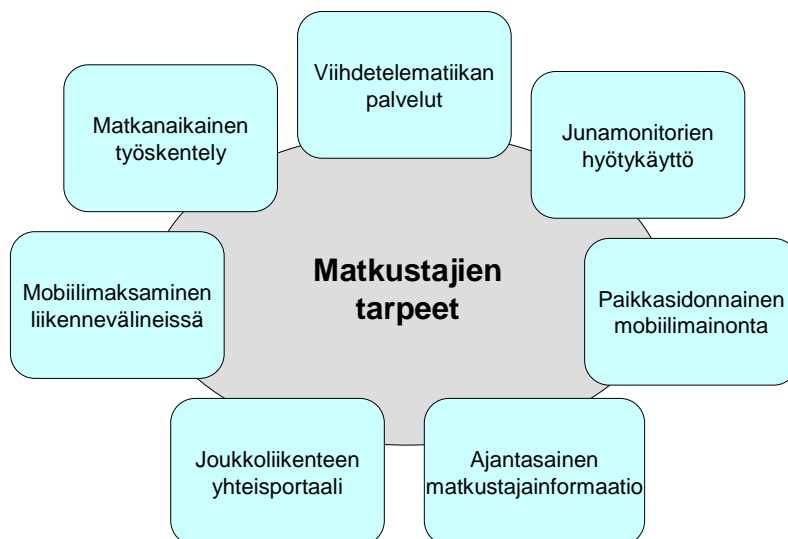 Viihdetelematiikan
palvelut
Matkanaikainen
työskentely
Junamonitorien
hyötykäyttö
Matkustajien
tarpeet
Mobiilimaksaminen
liikennevälineissä
Paikkasidonnainen
mobiilimainonta
Joukkoliikenteen
yhteisportaali
Ajantasainen
matkustajainformaatio